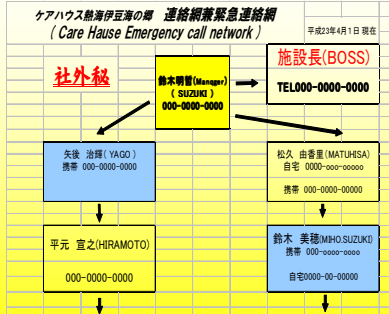 ケアハウス熱海伊豆海の郷 連絡網兼緊急連絡網
( Care Hause Emergency call network )
平成23年4月1日 現在
社外秘
鈴木明哲(Manager)
( SUZUKI )
000-0000-0000
施設長(BOSS)
TEL000-0000-0000
矢後 治輝( YAGO )
携帯 000-0000-0000
松久 由香里(MATUHISA)
自宅 0000-ooo-ooooo
携帯 000-0000-0000
平元 宣之(HIRAMOTO)
000-0000-0000
鈴木 美穂(MIHO.SUZUKI)
携帯 000-oooo-oooo
自宅0000-00-00000